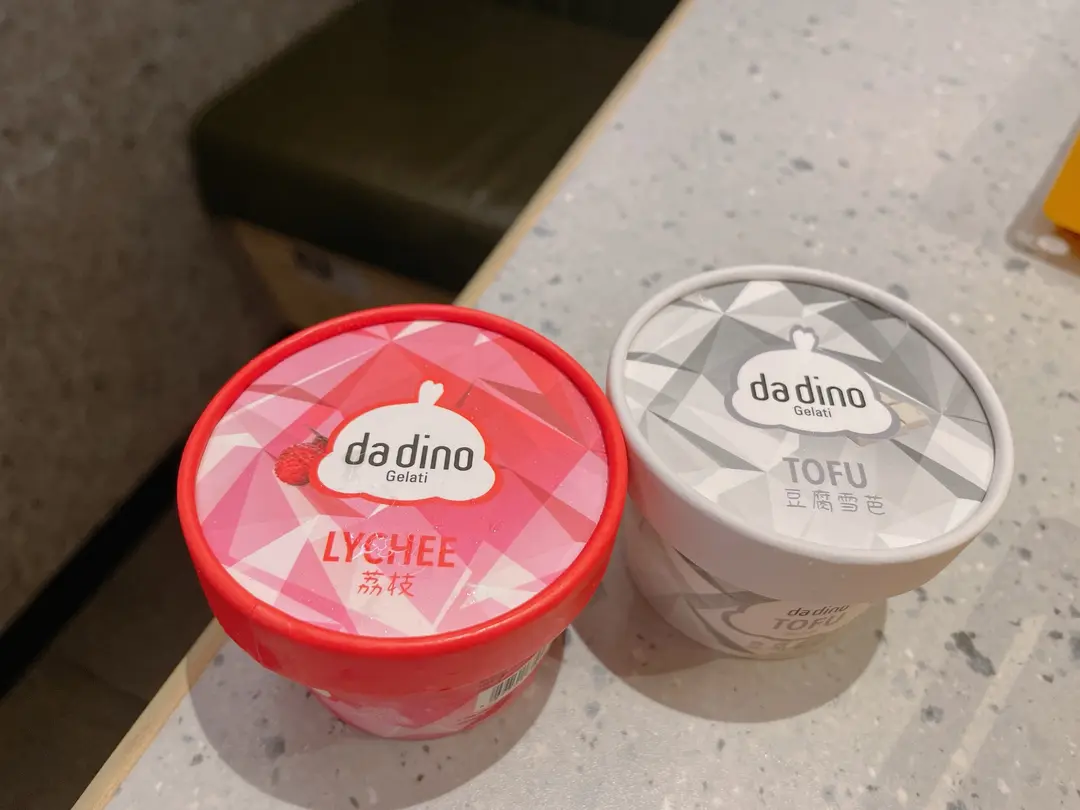 da dino
Gelati
LYCHEE
荔枝
da dino
Gelati
TOFU
豆腐雪芭
da dino
TOFU